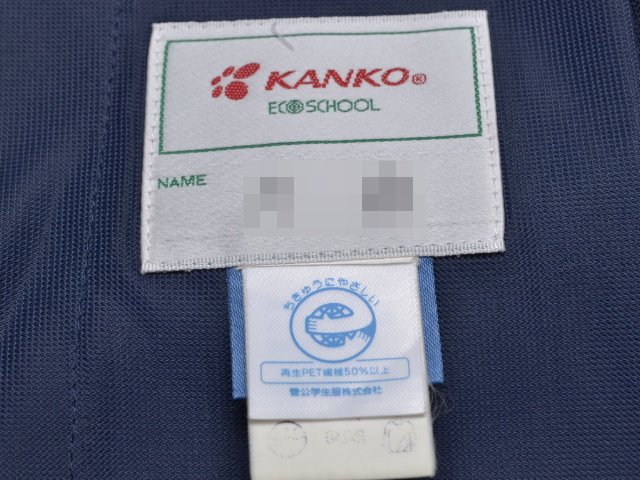 KANKO®
ECOSCHOOL
NAME
ちきゅうにやさしい
再生PET繊維50%以上
菅公学生服株式会社